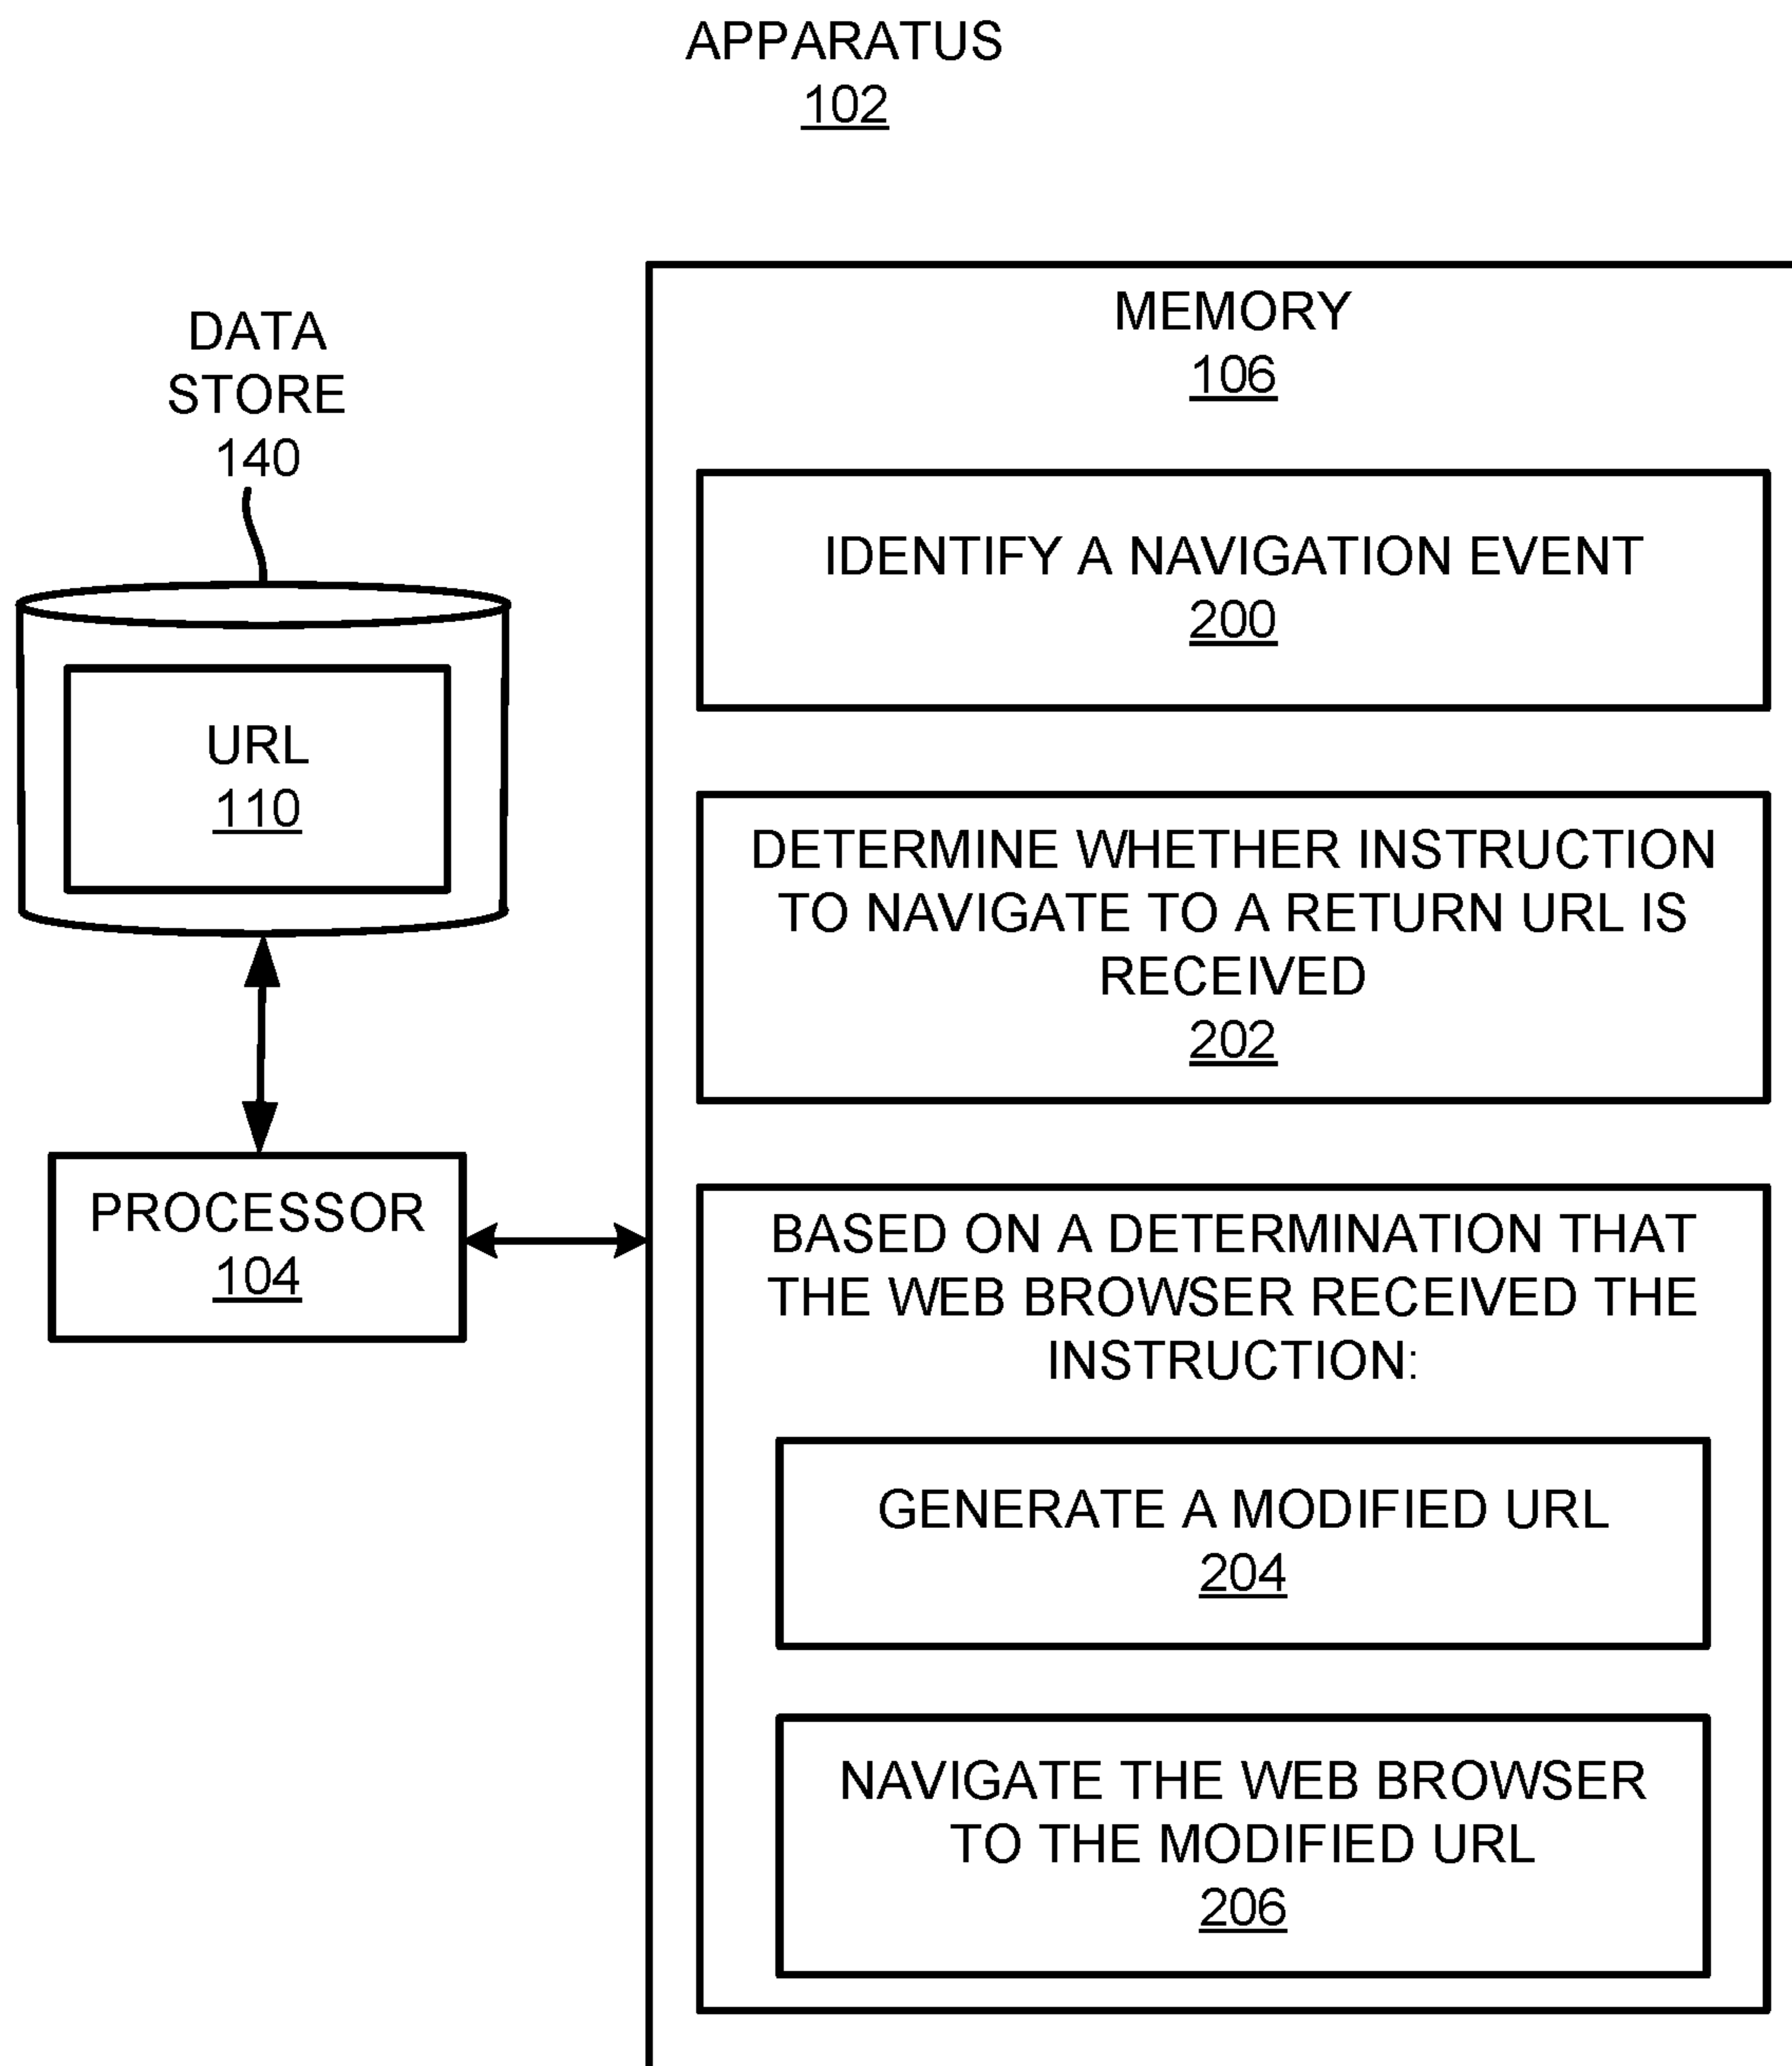 APPARATUS
102
DATA
STORE
140
URL
110
PROCESSOR
104
MEMORY
106
IDENTIFY A NAVIGATION EVENT
200
DETERMINE WHETHER INSTRUCTION
TO NAVIGATE TO A RETURN URL IS
RECEIVED
202
BASED ON A DETERMINATION THAT
THE WEB BROWSER RECEIVED THE
INSTRUCTION:
GENERATE A MODIFIED URL
204
NAVIGATE THE WEB BROWSER
TO THE MODIFIED URL
206